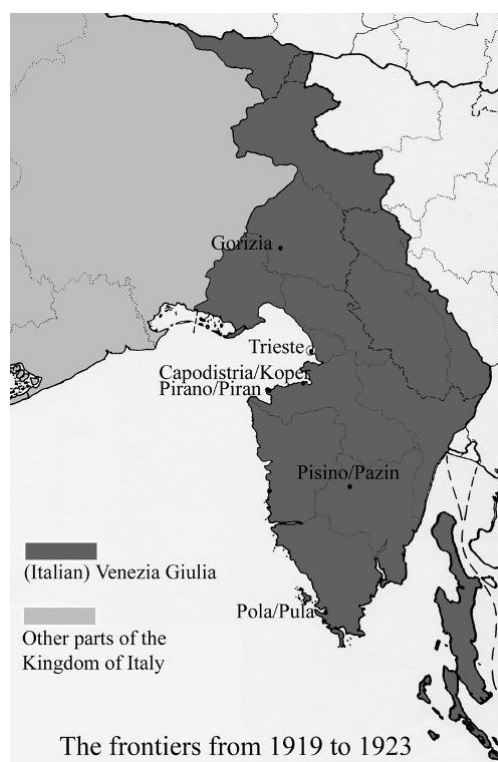 Gorizia
Trieste
Capodistria/Koper
Pirano/Piran
Pisino/Pazin
(Italian) Venezia Giulia
Pola/Pula
Other parts of the
Kingdom of Italy
The frontiers from 1919 to 1923